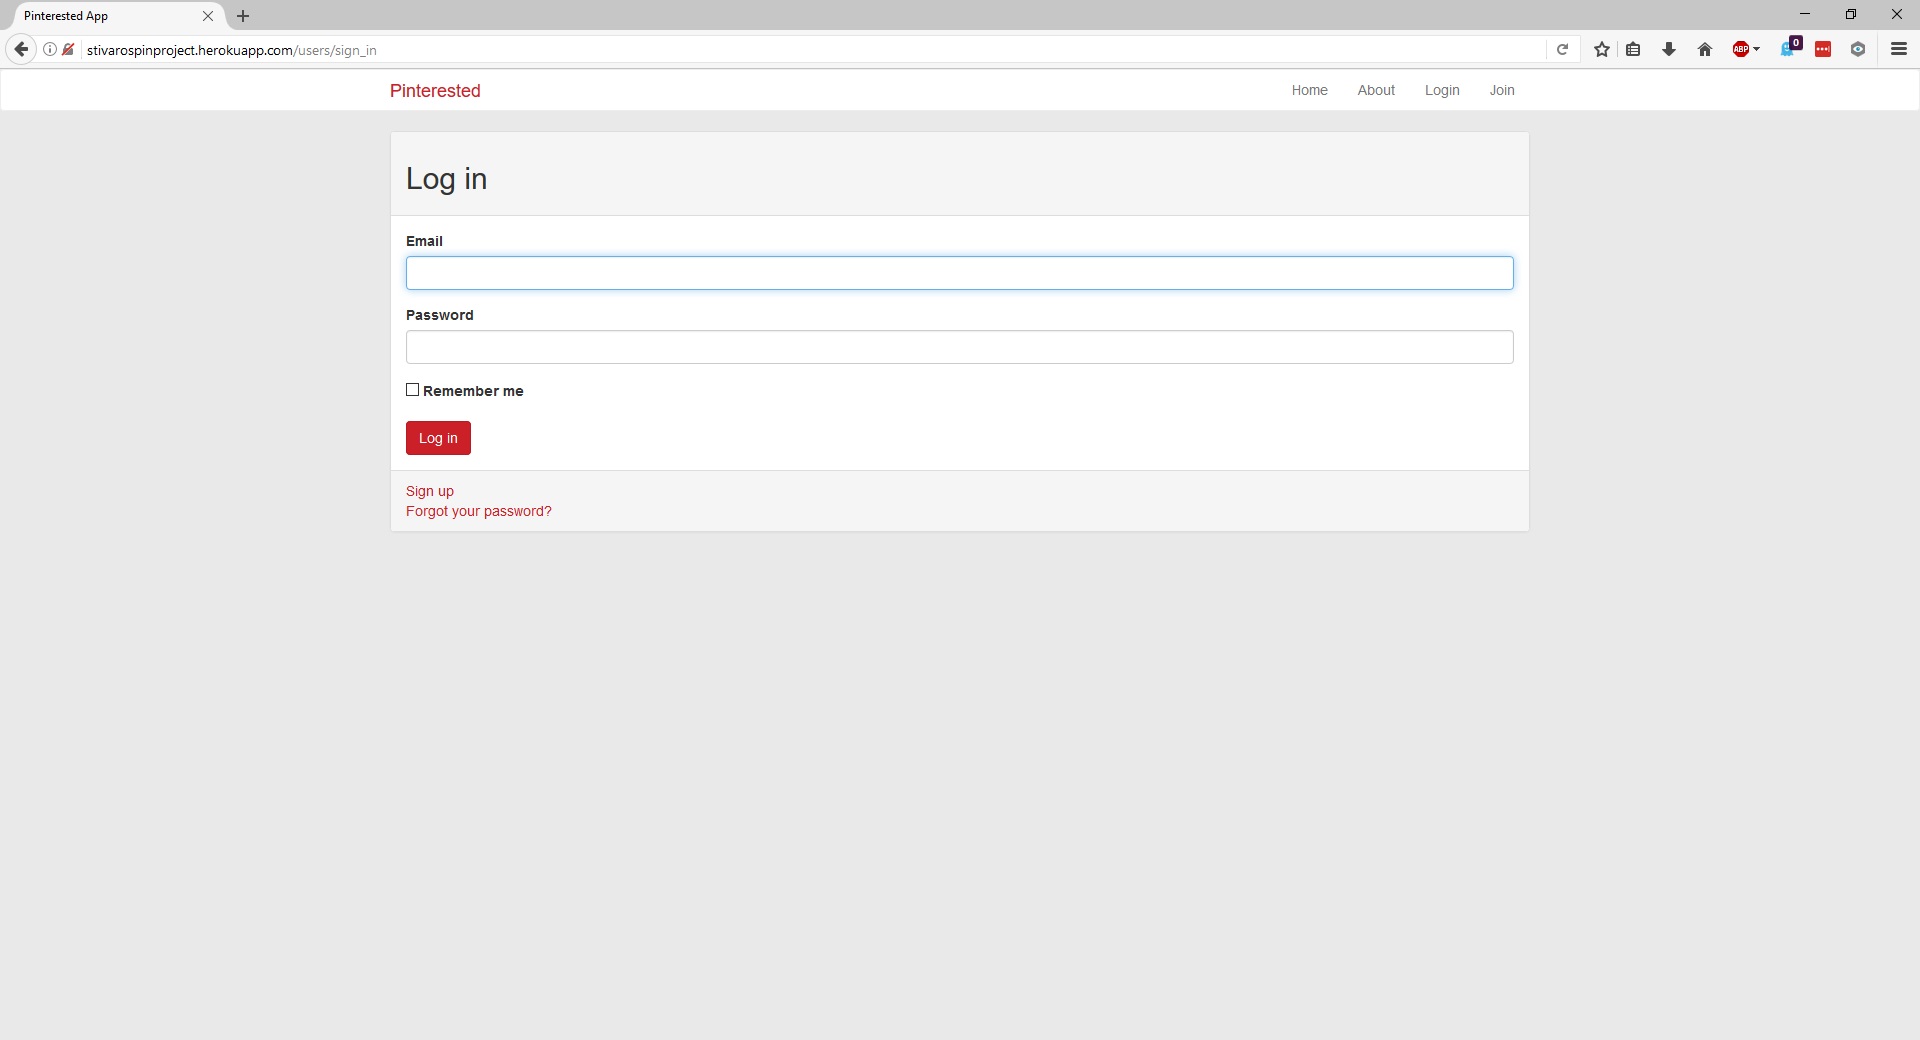 Pinterested App
stivarospinproject.herokuapp.com/users/sign_in
ABP
0
Pinterested
Home About Login Join
Log in
Email
Password
Remember me
Log in
Sign up
Forgot your password?